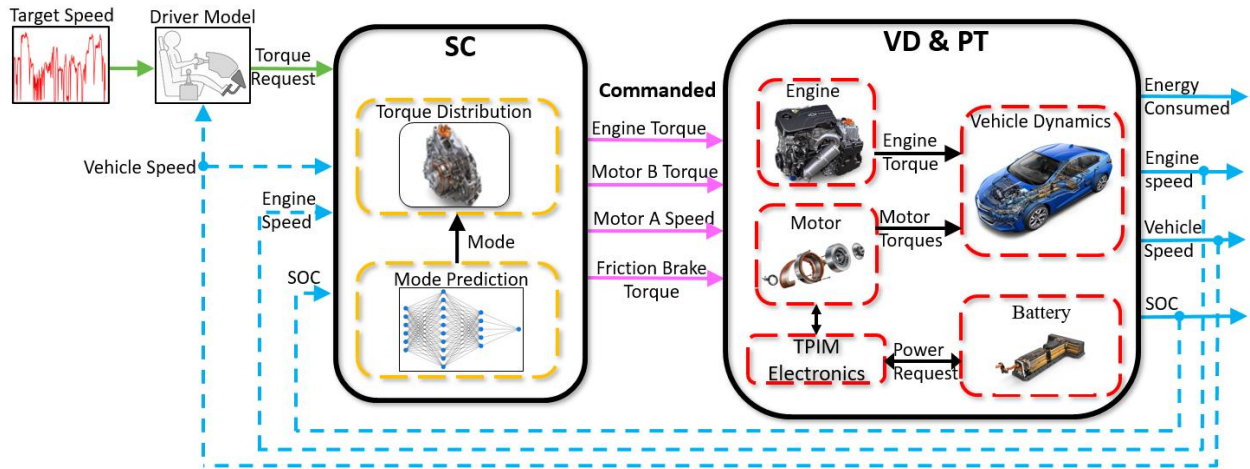 Target Speed
Driver Model
Torque
Request
Vehicle Speed
Engine
Speed
SOC
SC
Torque Distribution
Mode
Mode Prediction
Commanded
Engine Torque
Motor B Torque
Motor A Speed
Friction Brake
Torque
VD & PT
Engine
Engine
Torque
Vehicle Dynamics
Motor
Motor
Torques
TPIM
Electronics
Power
Request
Battery
Energy
Consumed
Engine
speed
Vehicle
Speed
SOC